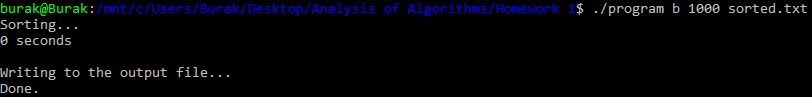 burak@Burak:/mnt/c/Users/Burak/Desktop/Analysis of Algorithms/Homework 1$ ./program b 1000 sorted.txt
Sorting...
0 seconds

Writing to the output file...
Done.